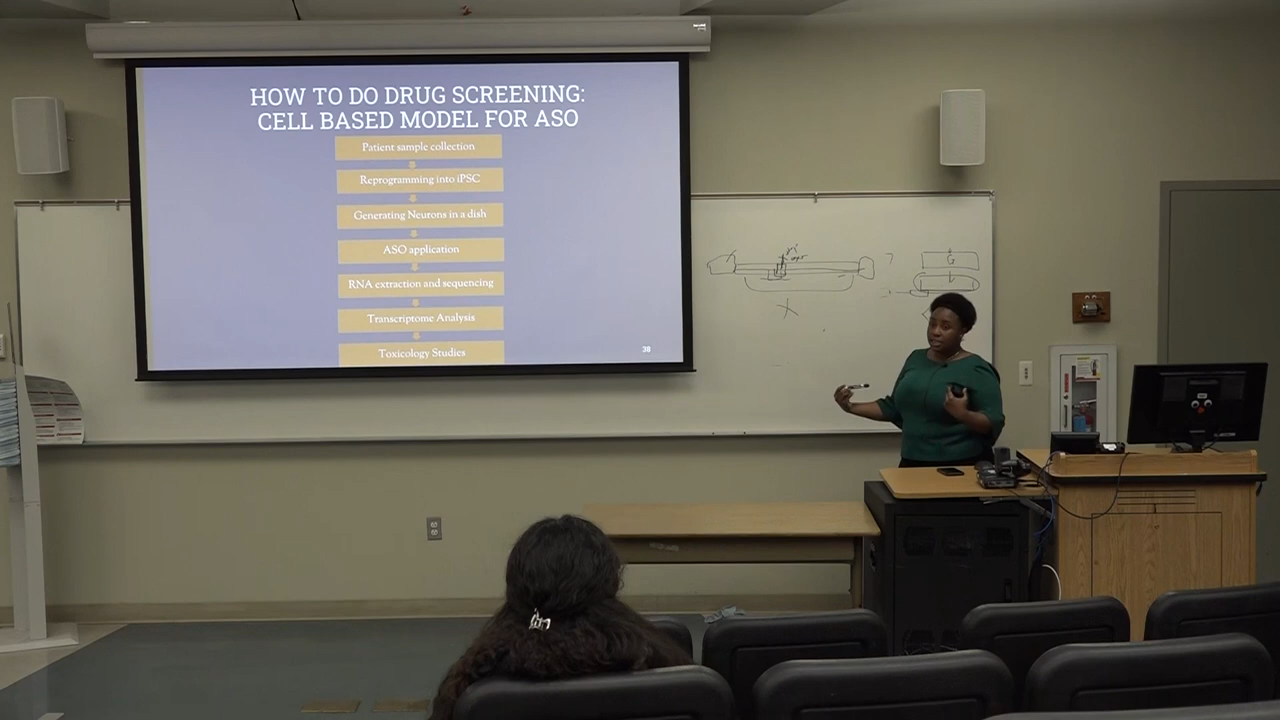 HOW TO DO DRUG SCREENING:
CELL BASED MODEL FOR ASO
Patient sample collection
Reprogramming into iPSC
Generating Neurons in a dish
ASO application
RNA extraction and sequencing
Transcriptome Analysis
Toxicology Studies
38